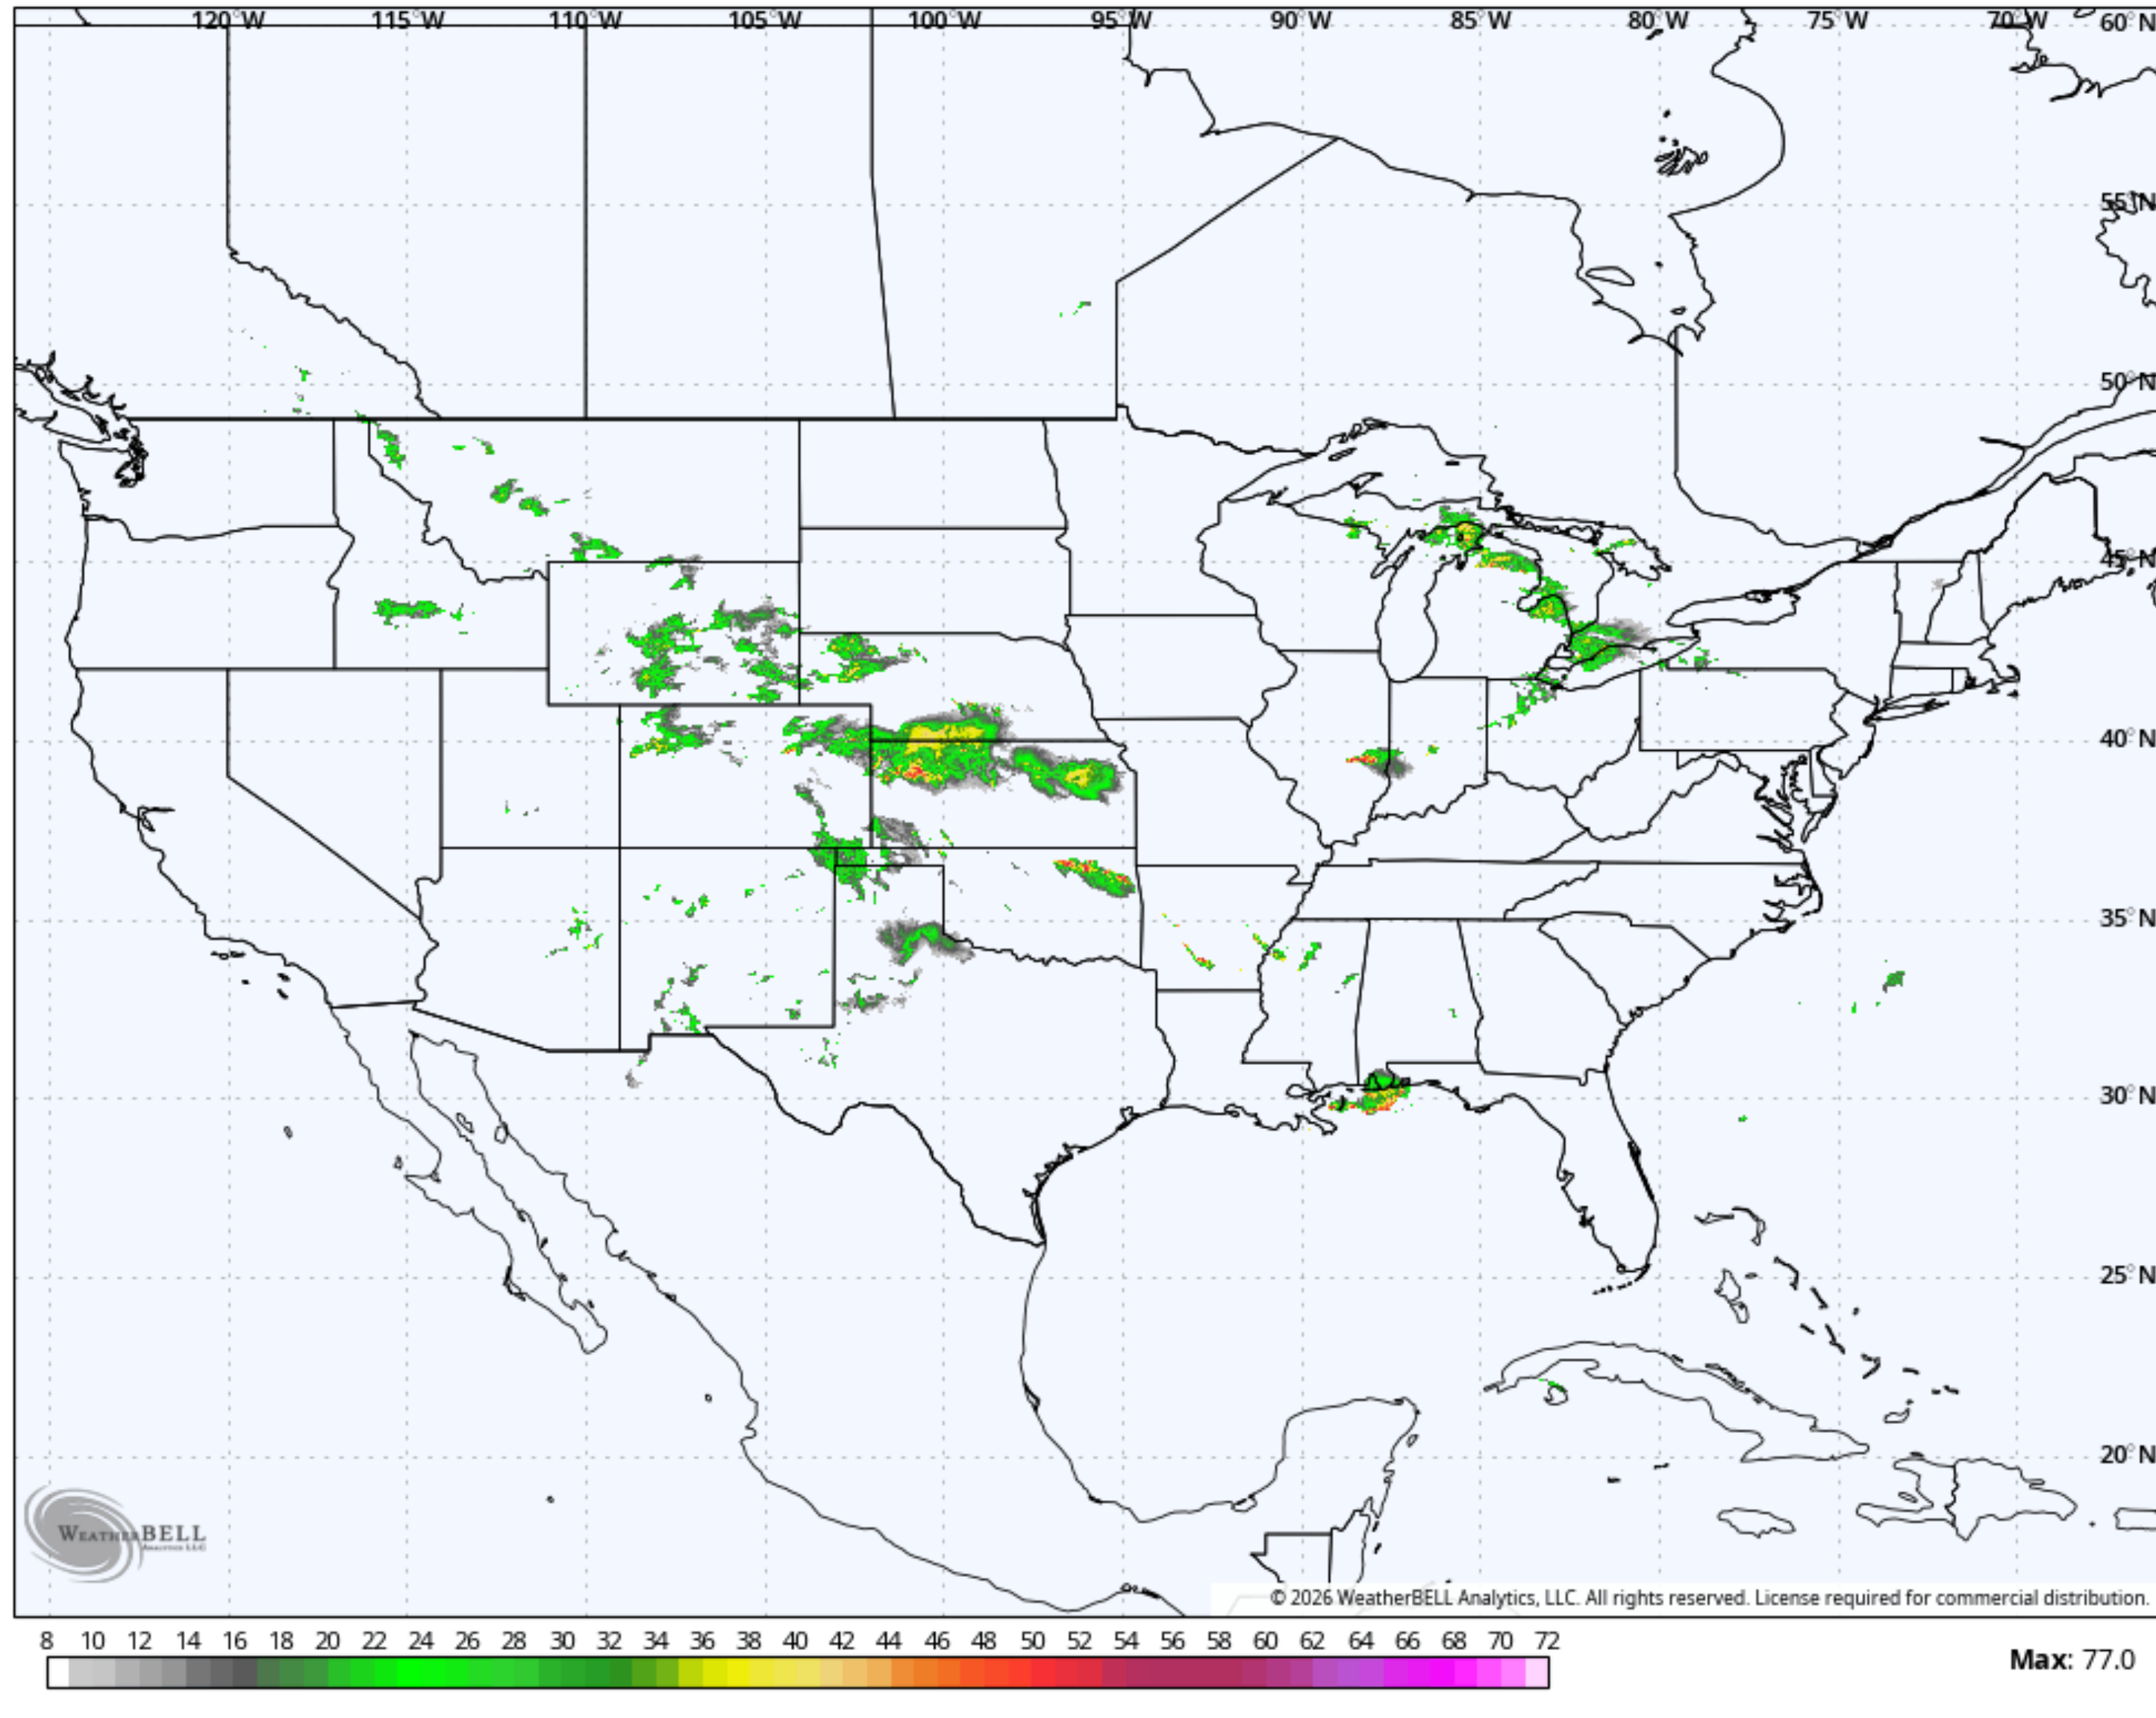 120°W 115°W 110°W 105°W 100°W 95°W 90°W 85°W 80°W 75°W 70°W 60°N
55°N
50°N
45°N
40°N
35°N
30°N
25°N
20°N
WEATHERBELL
ANALYTICS LLC
© 2026 WeatherBELL Analytics, LLC. All rights reserved. License required for commercial distribution.
8 10 12 14 16 18 20 22 24 26 28 30 32 34 36 38 40 42 44 46 48 50 52 54 56 58 60 62 64 66 68 70 72
Max: 77.0